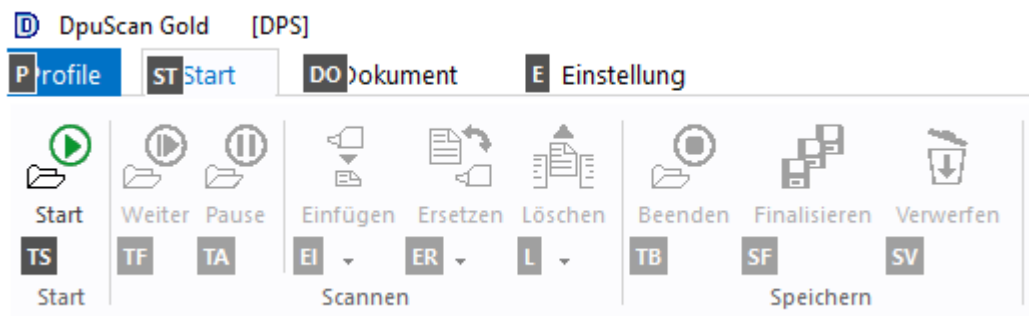 D DpuScan Gold [DPS]
P rofile ST Start DO Dokument E Einstellung
Start Weiter Pause Einfügen Ersetzen Löschen Beenden Finalisieren Verwerfen
TS TF TA EI ER L TB SF SV
Start Scannen Speichern